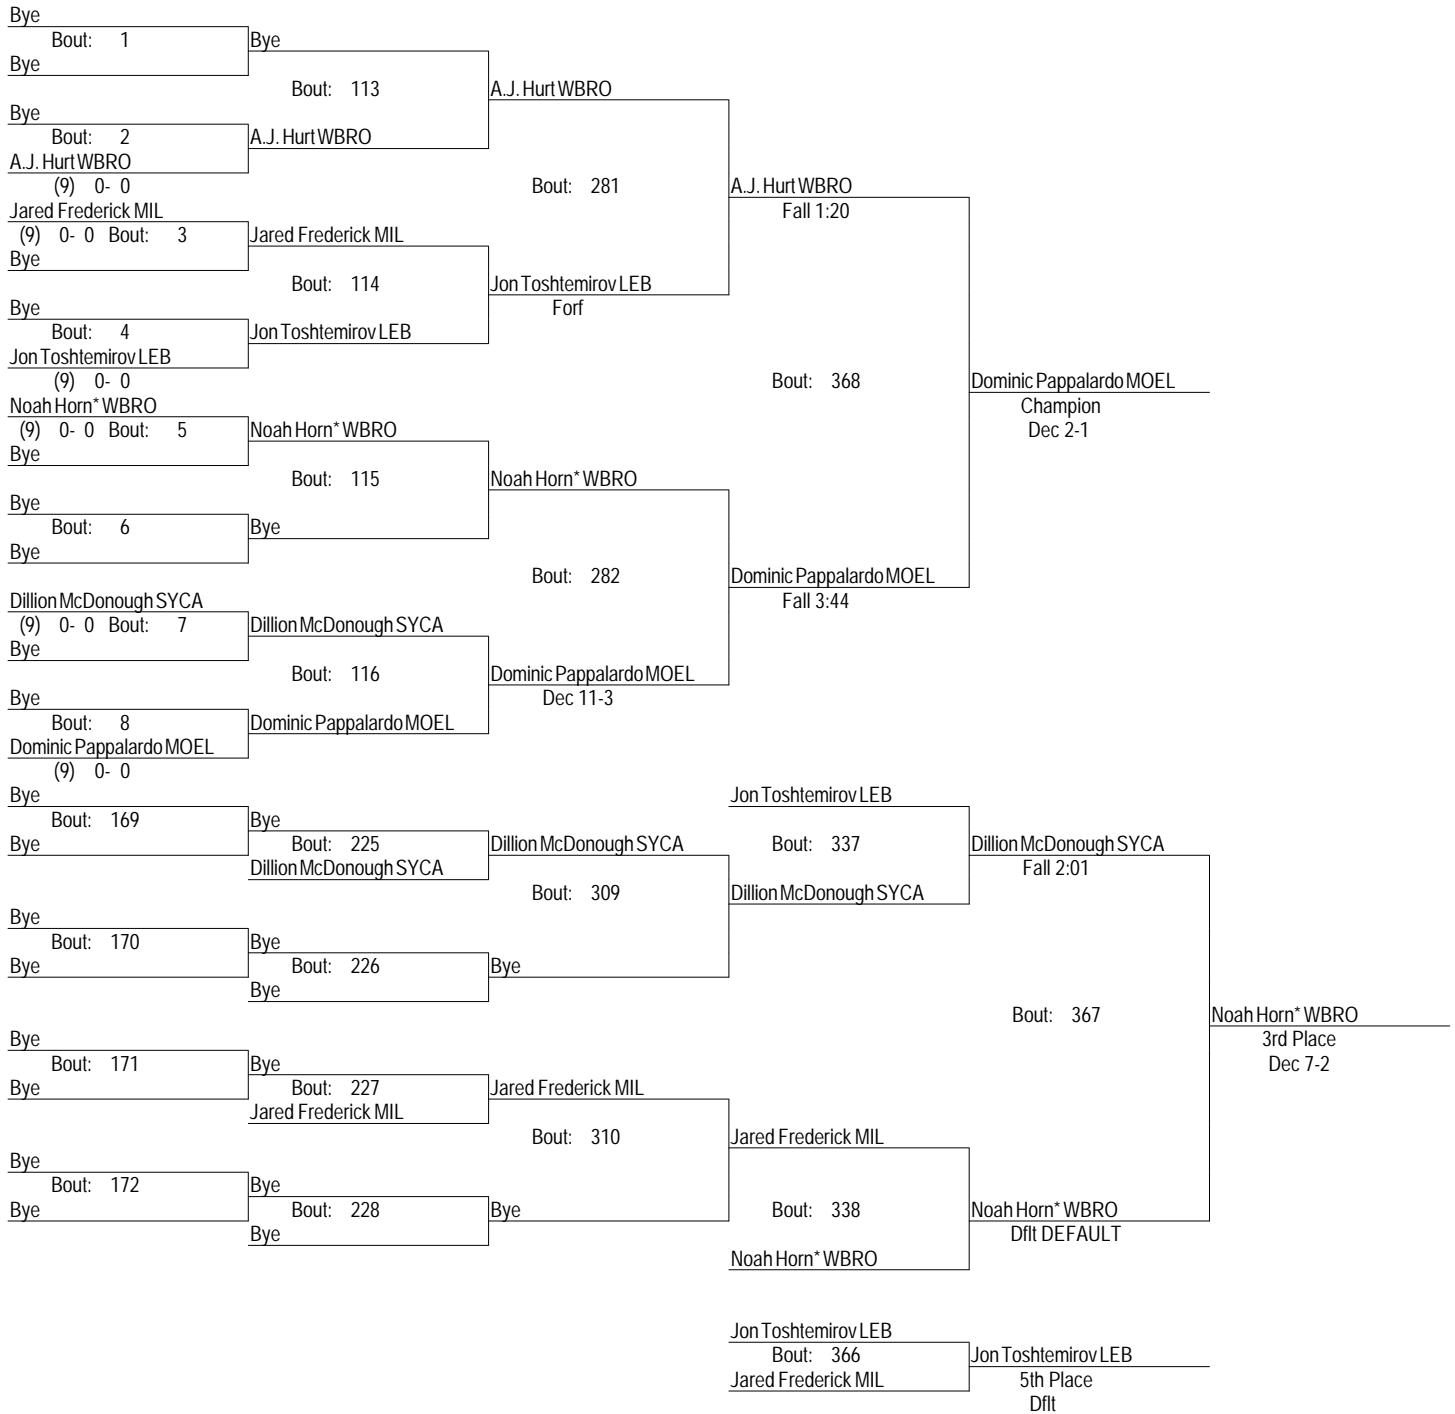 Bye
Bout: 1 Bye
Bye
Bout: 113 A.J. Hurt WBRO
Bye
Bout: 2 A.J. Hurt WBRO
A.J. Hurt WBRO
(9) 0- 0 Bout: 281 A.J. Hurt WBRO
Jared Frederick MIL Fall 1:20
(9) 0- 0 Bout: 3 Jared Frederick MIL
Bye
Bout: 114 Jon Toshtemirov LEB
Bye Forf
Bout: 4 Jon Toshtemirov LEB
Jon Toshtemirov LEB
(9) 0- 0 Bout: 368 Dominic Pappalardo MOEL
Noah Horn* WBRO Champion
(9) 0- 0 Bout: 5 Noah Horn* WBRO Dec 2-1
Bye
Bout: 115 Noah Horn* WBRO
Bye
Bout: 6 Bye
Bye
Bout: 282 Dominic Pappalardo MOEL
Dillion McDonough SYCA Fall 3:44
(9) 0- 0 Bout: 7 Dillion McDonough SYCA
Bye
Bout: 116 Dominic Pappalardo MOEL
Bye Dec 11-3
Bout: 8 Dominic Pappalardo MOEL
Dominic Pappalardo MOEL
(9) 0- 0
Bye Jon Toshtemirov LEB
Bout: 169 Bye
Bye Bout: 225 Dillion McDonough SYCA Bout: 337 Dillion McDonough SYCA
Dillion McDonough SYCA Fall 2:01
Bout: 309 Dillion McDonough SYCA
Bye
Bout: 170 Bye
Bye Bout: 226 Bye
Bye
Bout: 367 Noah Horn* WBRO
Bye 3rd Place
Bout: 171 Bye Dec 7-2
Bye Bout: 227 Jared Frederick MIL
Jared Frederick MIL
Bout: 310 Jared Frederick MIL
Bye
Bout: 172 Bye
Bye Bout: 228 Bye Bout: 338 Noah Horn* WBRO
Bye Dflt DEFAULT
Noah Horn* WBRO
Jon Toshtemirov LEB
Bout: 366 Jon Toshtemirov LEB
Jared Frederick MIL 5th Place
Dflt